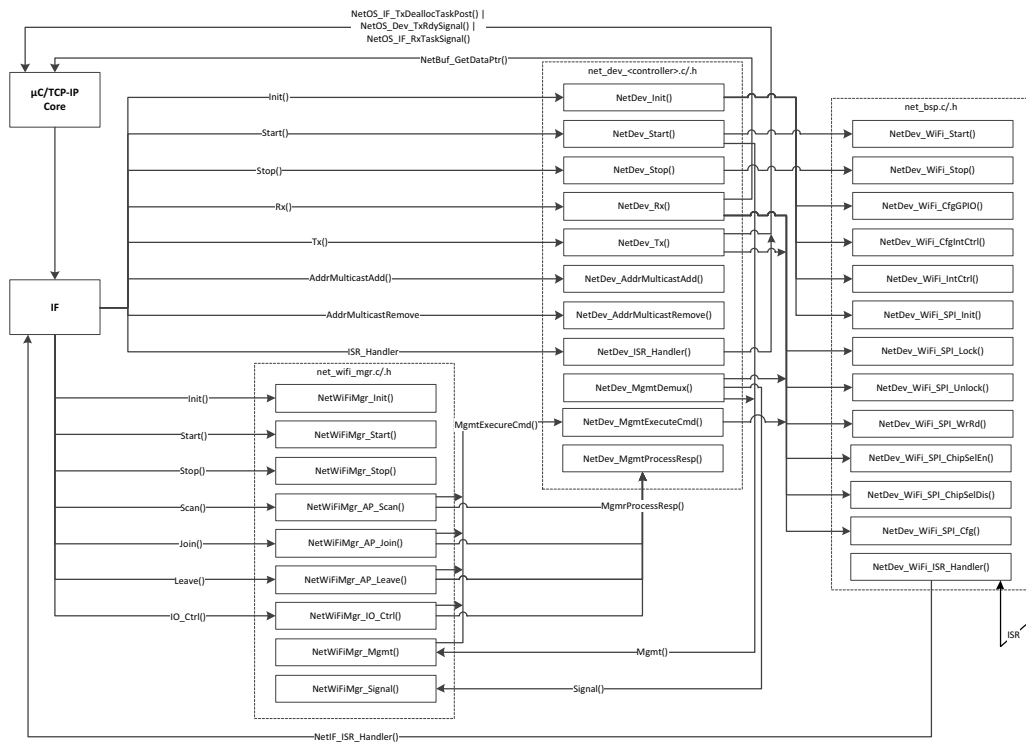 NetOS_IF_TxDeallocTaskPost() |
NetOS_Dev_TxRdySignal() |
NetOS_IF_RxTaskSignal()
NetBuf_GetDataPtr()
µC/TCP-IP
Core
IF
net_dev_<controller>.c/.h
Init()
NetDev_Init()
Start()
NetDev_Start()
Stop()
NetDev_Stop()
Rx()
NetDev_Rx()
Tx()
NetDev_Tx()
AddrMulticastAdd()
NetDev_AddrMulticastAdd()
AddrMulticastRemove
NetDev_AddrMulticastRemove()
ISR_Handler
NetDev_ISR_Handler()
NetDev_MgmtDemux()
MgmtExecureCmd()
NetDev_MgmtExecuteCmd()
NetDev_MgmtProcessResp()
MgmrProcessResp()
net_bsp.c/.h
NetDev_WiFi_Start()
NetDev_WiFi_Stop()
NetDev_WiFi_CfgGPIO()
NetDev_WiFi_CfgIntCtrl()
NetDev_WiFi_IntCtrl()
NetDev_WiFi_SPI_Init()
NetDev_WiFi_SPI_Lock()
NetDev_WiFi_SPI_Unlock()
NetDev_WiFi_SPI_WrRd()
NetDev_WiFi_SPI_ChipSelEn()
NetDev_WiFi_SPI_ChipSelDis()
NetDev_WiFi_SPI_Cfg()
NetDev_WiFi_ISR_Handler()
ISR
net_wifi_mgr.c/.h
Init()
NetWiFiMgr_Init()
Start()
NetWiFiMgr_Start()
Stop()
NetWiFiMgr_Stop()
Scan()
NetWiFiMgr_AP_Scan()
Join()
NetWiFiMgr_AP_Join()
Leave()
NetWiFiMgr_AP_Leave()
IO_Ctrl()
NetWiFiMgr_IO_Ctrl()
NetWiFiMgr_Mgmt()
Mgmt()
NetWiFiMgr_Signal()
Signal()
NetIF_ISR_Handler()